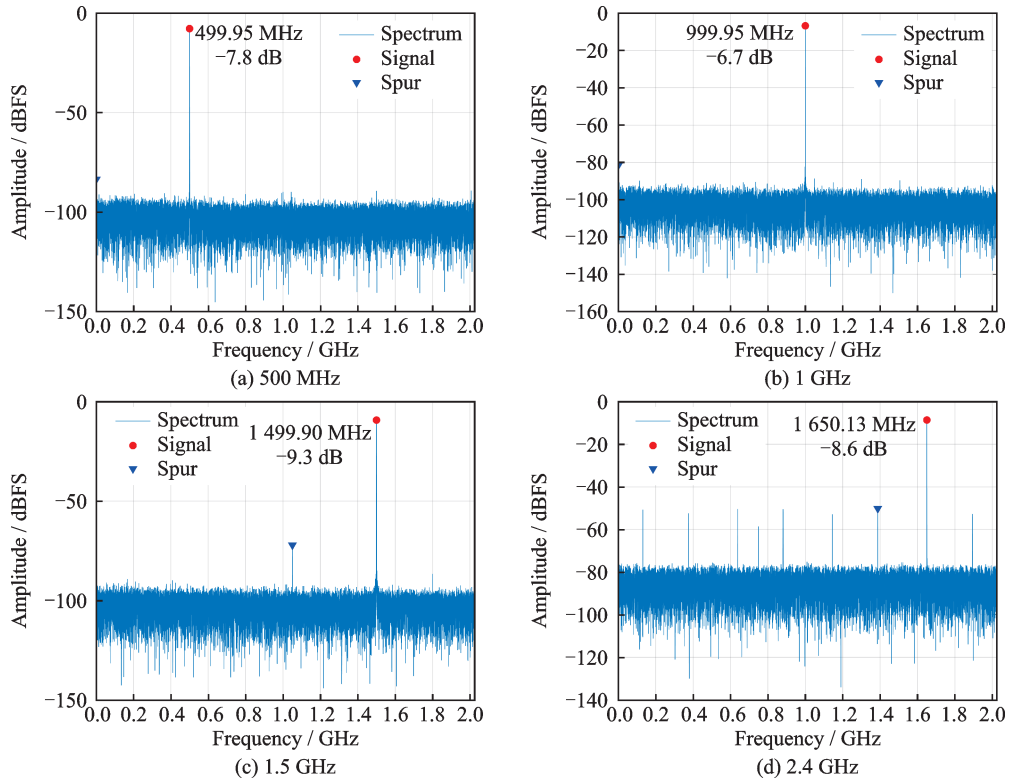 Amplitude / dBFS
0
−50
−100
−150
499.95 MHz
−7.8 dB
Spectrum
Signal
Spur
0.0 0.2 0.4 0.6 0.8 1.0 1.2 1.4 1.6 1.8 2.0
Frequency / GHz
(a) 500 MHz
Amplitude / dBFS
0
−20
−40
−60
−80
−100
−120
−140
−160
999.95 MHz
−6.7 dB
Spectrum
Signal
Spur
0.0 0.2 0.4 0.6 0.8 1.0 1.2 1.4 1.6 1.8 2.0
Frequency / GHz
(b) 1 GHz
Amplitude / dBFS
0
−50
−100
−150
Spectrum
Signal
Spur
1 499.90 MHz
−9.3 dB
0.0 0.2 0.4 0.6 0.8 1.0 1.2 1.4 1.6 1.8 2.0
Frequency / GHz
(c) 1.5 GHz
Amplitude / dBFS
0
−20
−40
−60
−80
−100
−120
−140
Spectrum
Signal
Spur
1 650.13 MHz
−8.6 dB
0.0 0.2 0.4 0.6 0.8 1.0 1.2 1.4 1.6 1.8 2.0
Frequency / GHz
(d) 2.4 GHz